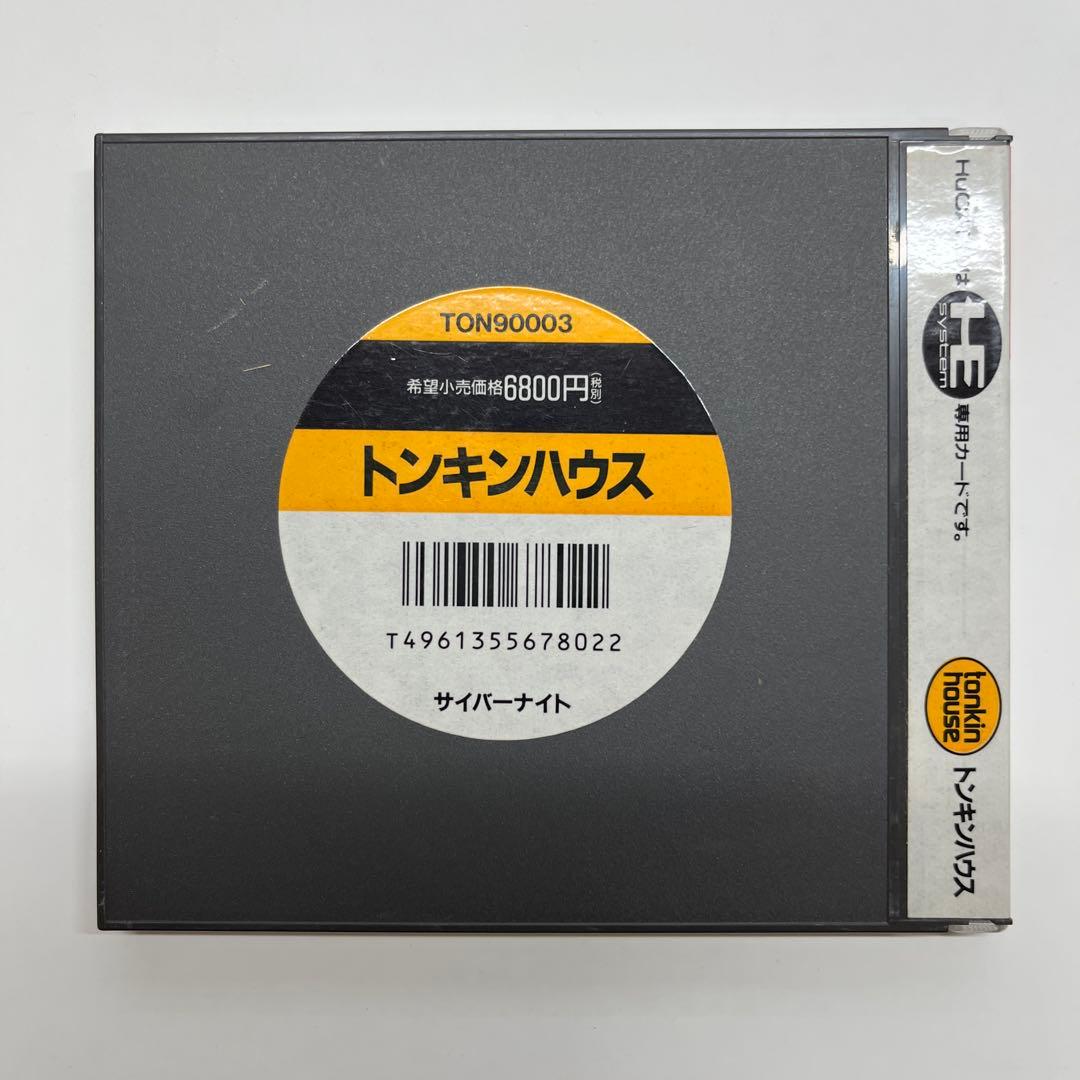 TON90003
希望小売価格6800円(税別)
トンキンハウス
T4961355678022
サイバーナイト
は
HE
system
専用カードです。
tonkin
house
トンキンハウス